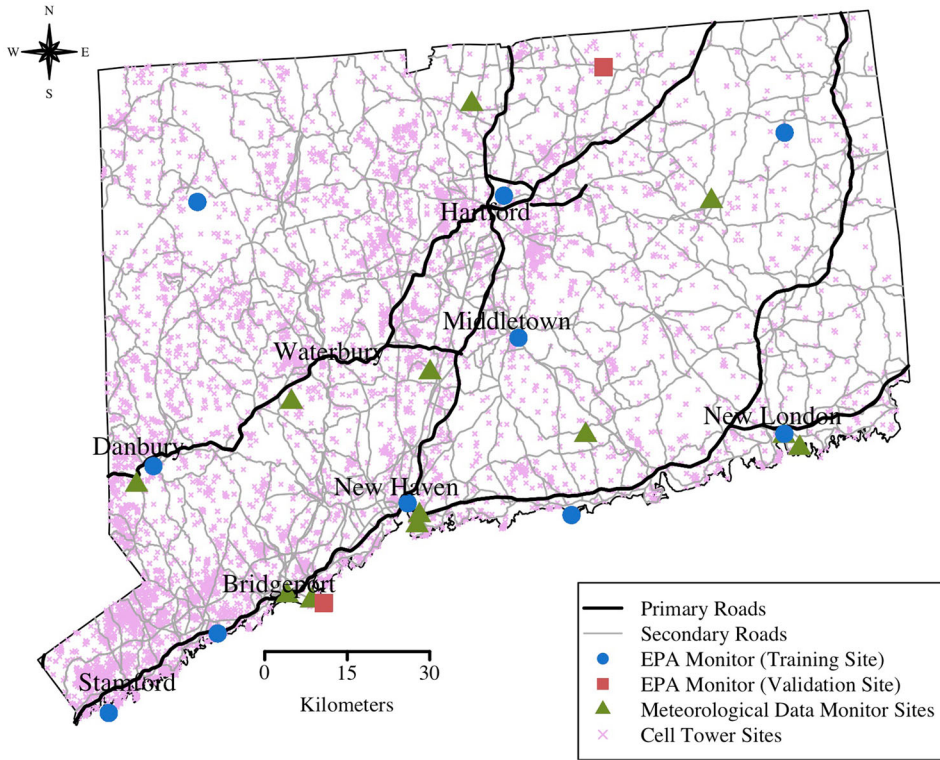 N
W E
S
Hartford
Middletown
Waterbury
New London
Danbury
New Haven
Bridgeport
Stamford
0 15 30
Kilometers
Primary Roads
Secondary Roads
EPA Monitor (Training Site)
EPA Monitor (Validation Site)
Meteorological Data Monitor Sites
Cell Tower Sites